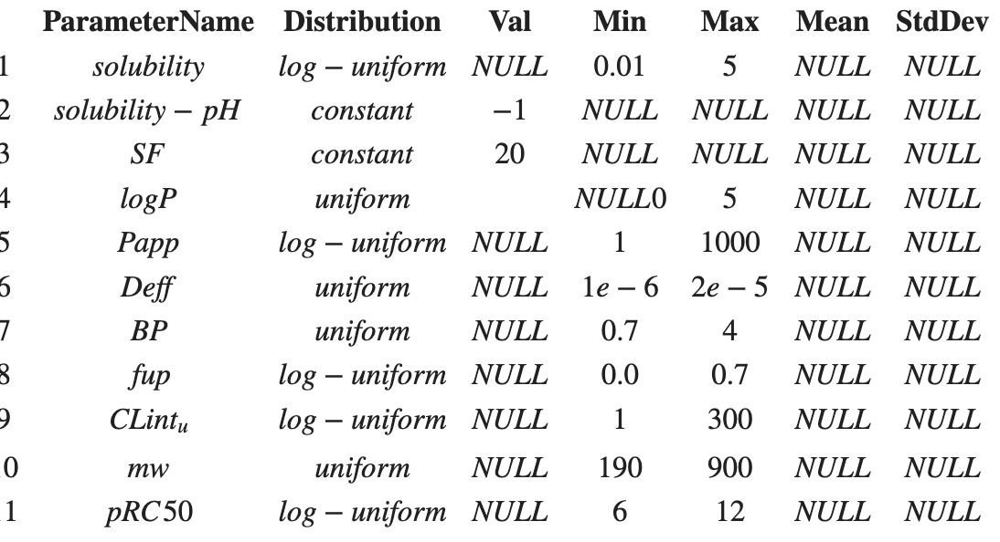 ParameterName Distribution Val Min Max Mean StdDev
1 solubility log − uniform NULL 0.01 5 NULL NULL
2 solubility − pH constant −1 NULL NULL NULL NULL
3 SF constant 20 NULL NULL NULL NULL
4 logP uniform NULL0 5 NULL NULL
5 Papp log − uniform NULL 1 1000 NULL NULL
6 Deff uniform NULL 1e − 6 2e − 5 NULL NULL
7 BP uniform NULL 0.7 4 NULL NULL
8 fup log − uniform NULL 0.0 0.7 NULL NULL
9 CLintᵤ log − uniform NULL 1 300 NULL NULL
0 mw uniform NULL 190 900 NULL NULL
1 pRC50 log − uniform NULL 6 12 NULL NULL